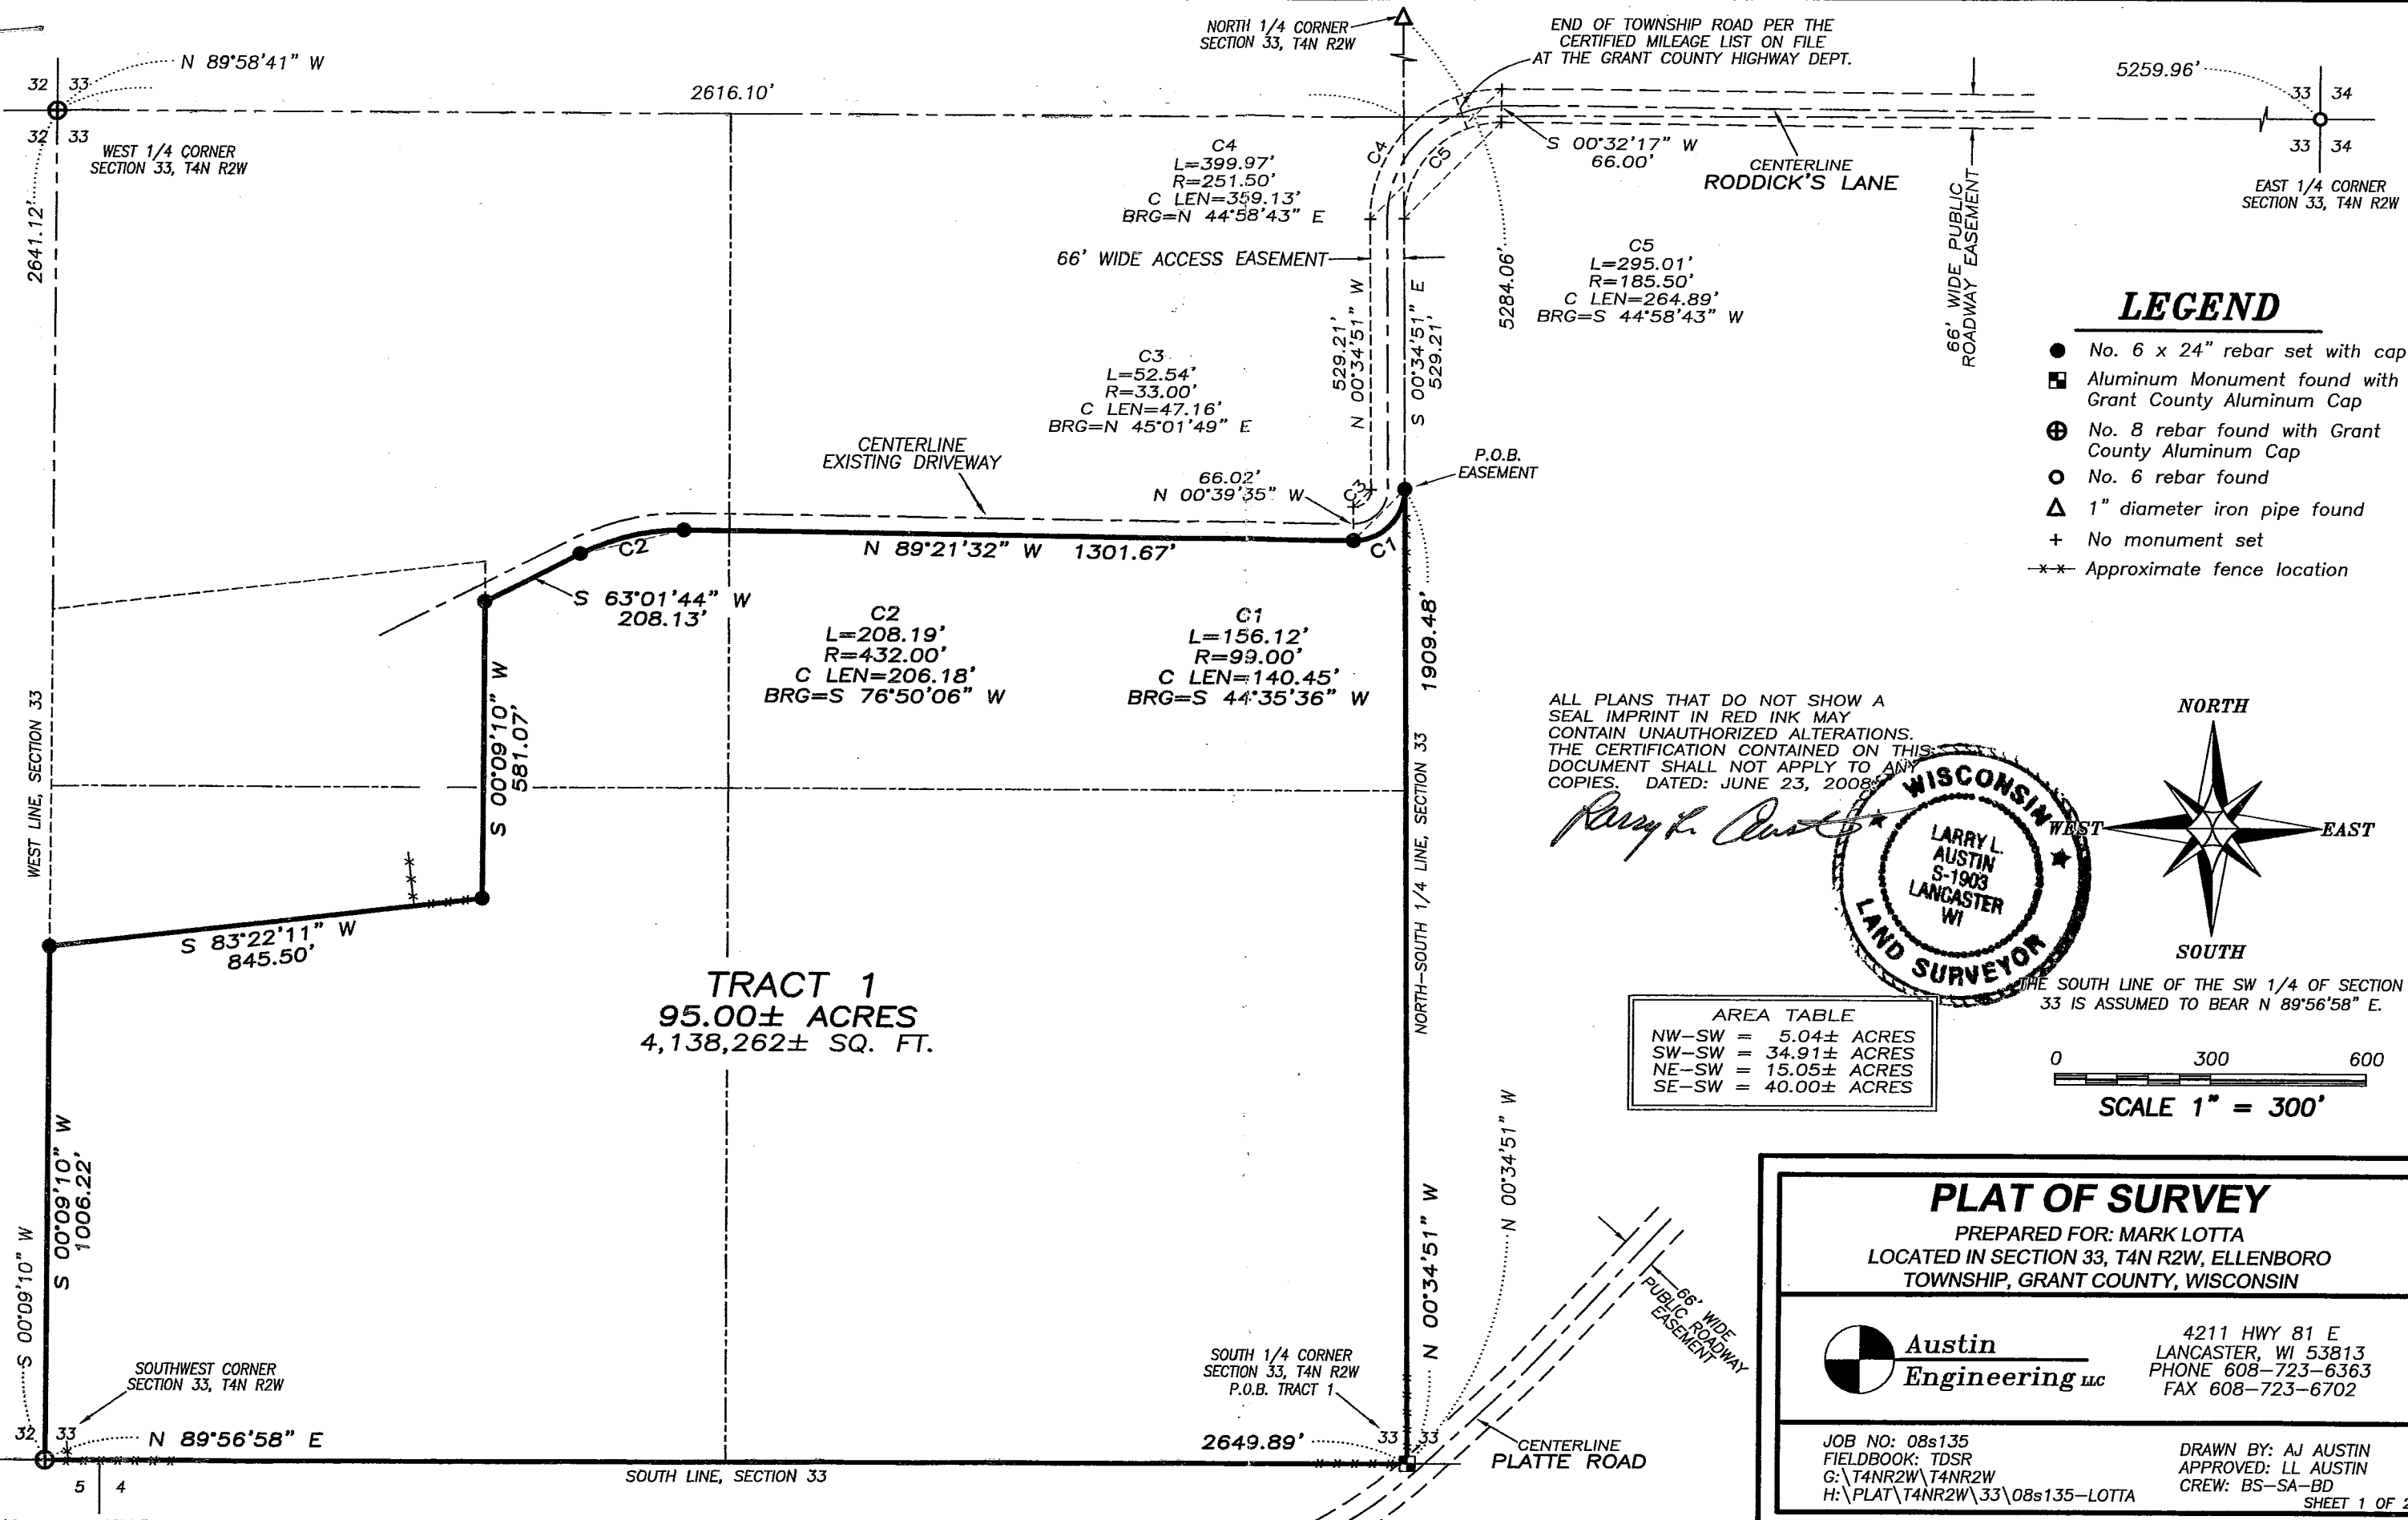 NORTH 1/4 CORNER
SECTION 33, T4N R2W
END OF TOWNSHIP ROAD PER THE
CERTIFIED MILEAGE LIST ON FILE
AT THE GRANT COUNTY HIGHWAY DEPT.
N 89°58'41" W
32 33
32 33
WEST 1/4 CORNER
SECTION 33, T4N R2W
2616.10'
2641.12'
5259.96'
33 34
33 34
EAST 1/4 CORNER
SECTION 33, T4N R2W
C4
L=399.97'
R=251.50'
C LEN=359.13'
BRG=N 44°58'43" E
C4
C5
S 00°32'17" W
66.00'
CENTERLINE
RODDICK'S LANE
66' WIDE PUBLIC
ROADWAY EASEMENT
66' WIDE ACCESS EASEMENT
C5
L=295.01'
R=185.50'
C LEN=264.89'
BRG=S 44°58'43" W
5284.06'
N 00°34'51" W
529.21'
S 00°34'51" E
529.21'
C3
L=52.54'
R=33.00'
C LEN=47.16'
BRG=N 45°01'49" E
CENTERLINE
EXISTING DRIVEWAY
66.02'
N 00°39'35" W
C3
P.O.B.
EASEMENT
LEGEND
No. 6 x 24" rebar set with cap
Aluminum Monument found with
Grant County Aluminum Cap
No. 8 rebar found with Grant
County Aluminum Cap
No. 6 rebar found
1" diameter iron pipe found
No monument set
Approximate fence location
C2
N 89°21'32" W 1301.67'
C1
S 63°01'44" W
208.13'
C2
L=208.19'
R=432.00'
C LEN=206.18'
BRG=S 76°50'06" W
C1
L=156.12'
R=99.00'
C LEN=140.45'
BRG=S 44°35'36" W
1909.48'
S 00°09'10" W
581.07'
WEST LINE, SECTION 33
NORTH-SOUTH 1/4 LINE, SECTION 33
S 83°22'11" W
845.50'
TRACT 1
95.00± ACRES
4,138,262± SQ. FT.
ALL PLANS THAT DO NOT SHOW A
SEAL IMPRINT IN RED INK MAY
CONTAIN UNAUTHORIZED ALTERATIONS.
THE CERTIFICATION CONTAINED ON THIS
DOCUMENT SHALL NOT APPLY TO ANY
COPIES. DATED: JUNE 23, 2008
Larry L. Austin
WISCONSIN
LARRY L.
AUSTIN
S-1903
LANCASTER
WI
LAND SURVEYOR
NORTH
WEST
EAST
SOUTH
THE SOUTH LINE OF THE SW 1/4 OF SECTION
33 IS ASSUMED TO BEAR N 89°56'58" E.
AREA TABLE
NW-SW = 5.04± ACRES
SW-SW = 34.91± ACRES
NE-SW = 15.05± ACRES
SE-SW = 40.00± ACRES
0 300 600
SCALE 1" = 300'
S 00°09'10" W
1006.22'
S 00°09'10" W
N 00°34'51" W
N 00°34'51" W
SOUTHWEST CORNER
SECTION 33, T4N R2W
32 33
N 89°56'58" E
5 4
SOUTH LINE, SECTION 33
SOUTH 1/4 CORNER
SECTION 33, T4N R2W
P.O.B. TRACT 1
2649.89'
33 33
CENTERLINE
PLATTE ROAD
66' WIDE
PUBLIC ROADWAY
EASEMENT
PLAT OF SURVEY
PREPARED FOR: MARK LOTTA
LOCATED IN SECTION 33, T4N R2W, ELLENBORO
TOWNSHIP, GRANT COUNTY, WISCONSIN
Austin
Engineering LLC
4211 HWY 81 E
LANCASTER, WI 53813
PHONE 608-723-6363
FAX 608-723-6702
JOB NO: 08s135
FIELDBOOK: TDSR
G:\T4NR2W\T4NR2W
H:\PLAT\T4NR2W\33\08s135-LOTTA
DRAWN BY: AJ AUSTIN
APPROVED: LL AUSTIN
CREW: BS-SA-BD
SHEET 1 OF 2